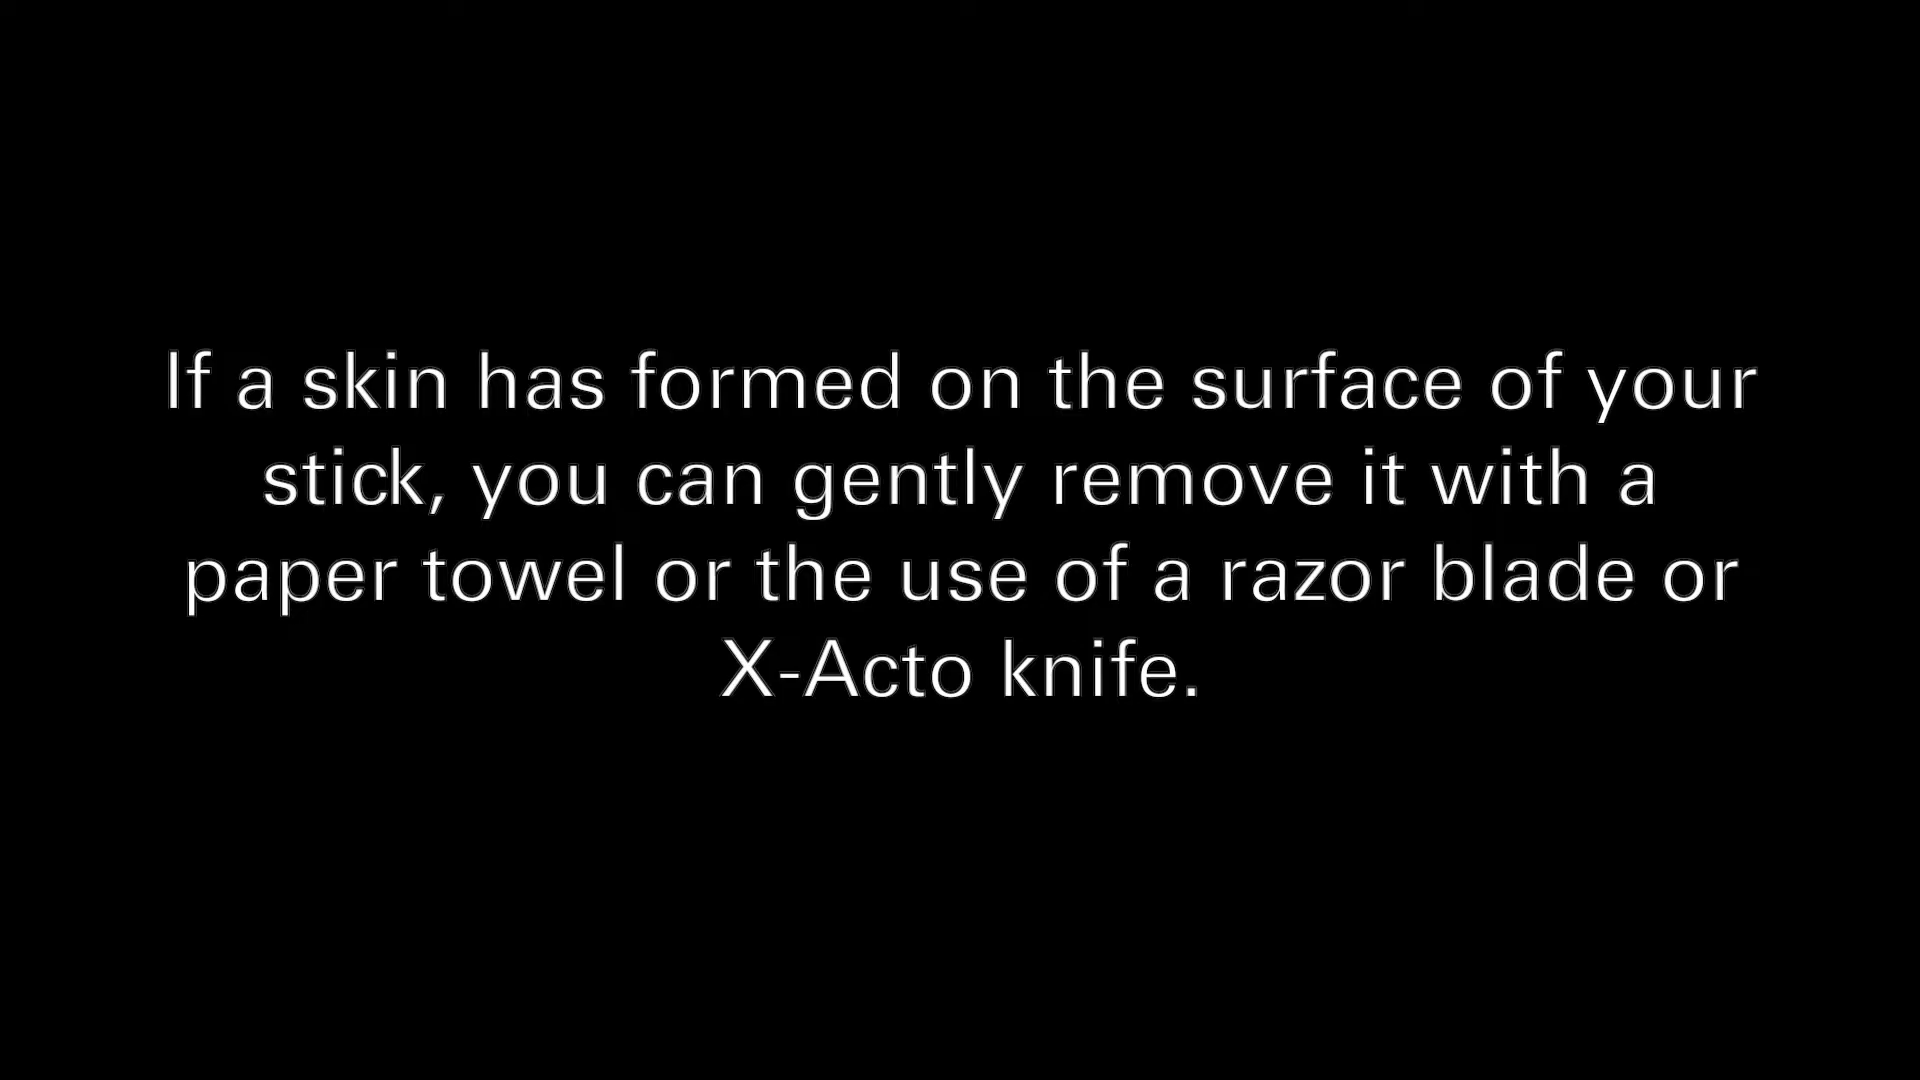 If a skin has formed on the surface of your
stick, you can gently remove it with a
paper towel or the use of a razor blade or
X-Acto knife.